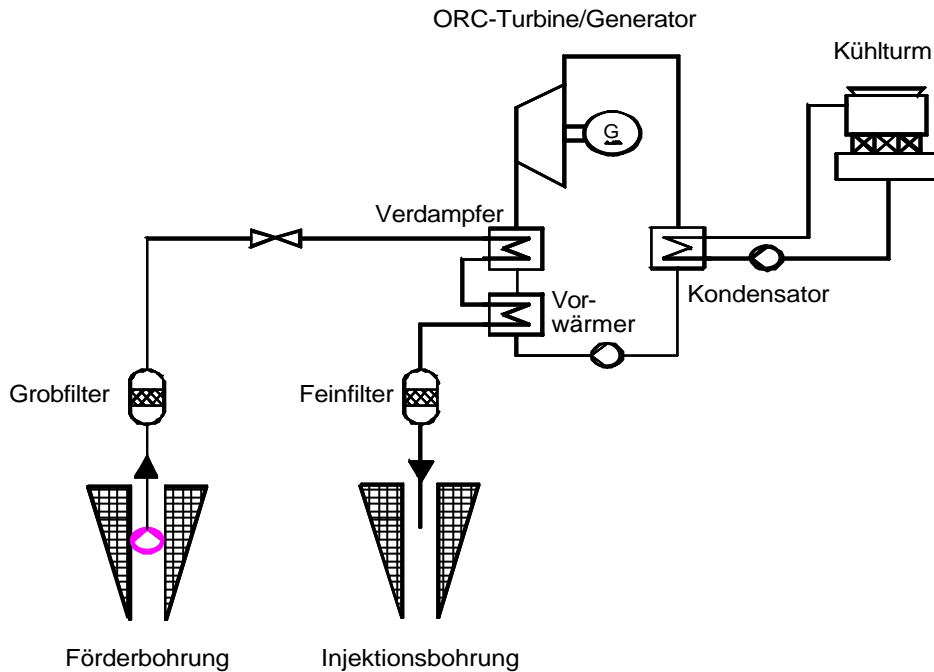 ORC-Turbine/Generator
Kühlturm
G
Verdampfer
Vor-
wärmer
Kondensator
Grobfilter
Feinfilter
Förderbohrung
Injektionsbohrung